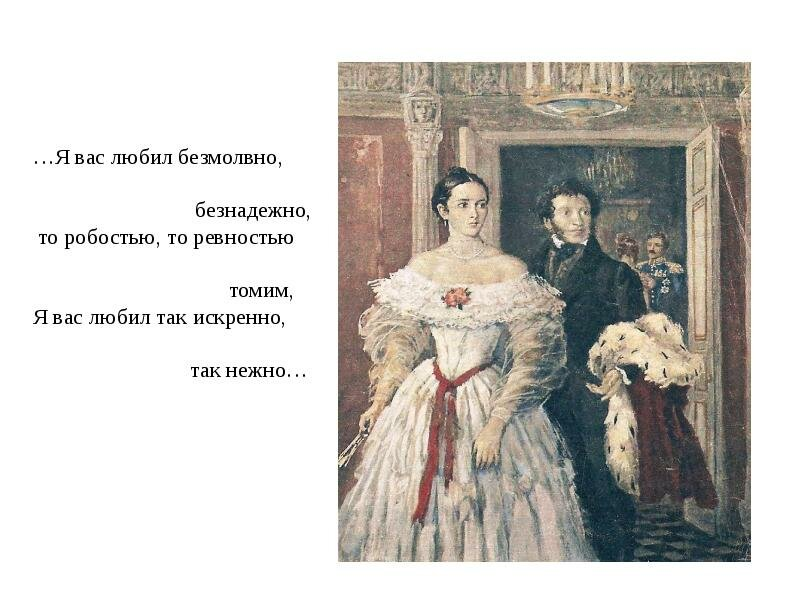 …Я вас любил безмолвно,
безнадежно,
то робостью, то ревностью
томим,
Я вас любил так искренно,
так нежно…